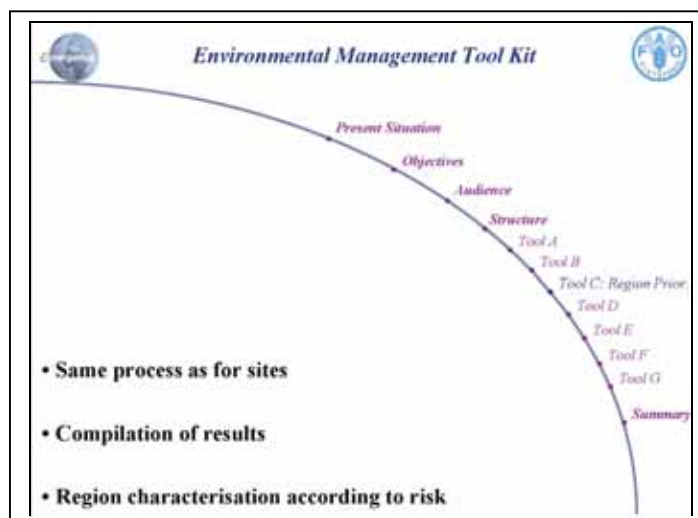 Environmental Management Tool Kit
F A O
Present Situation
Objectives
Audience
Structure
Tool A
Tool B
Tool C: Region Prior.
Tool D
Tool E
Tool F
Tool G
Summary
• Same process as for sites
• Compilation of results
• Region characterisation according to risk